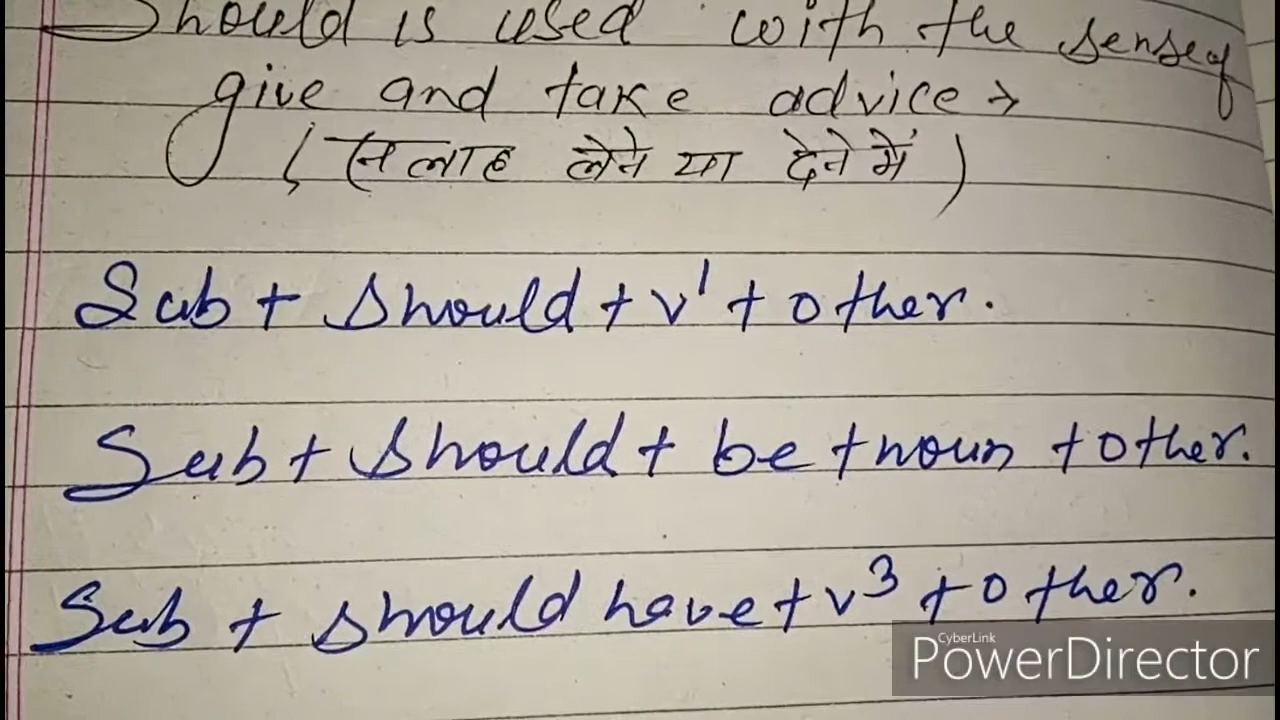 Should is used with the sense of
give and take advice →
(सलाह लेने या देने में)
Sub + should + v¹ + other.
Sub + should + be + noun + other.
Sub + should have + v³ + other.
CyberLink
PowerDirector